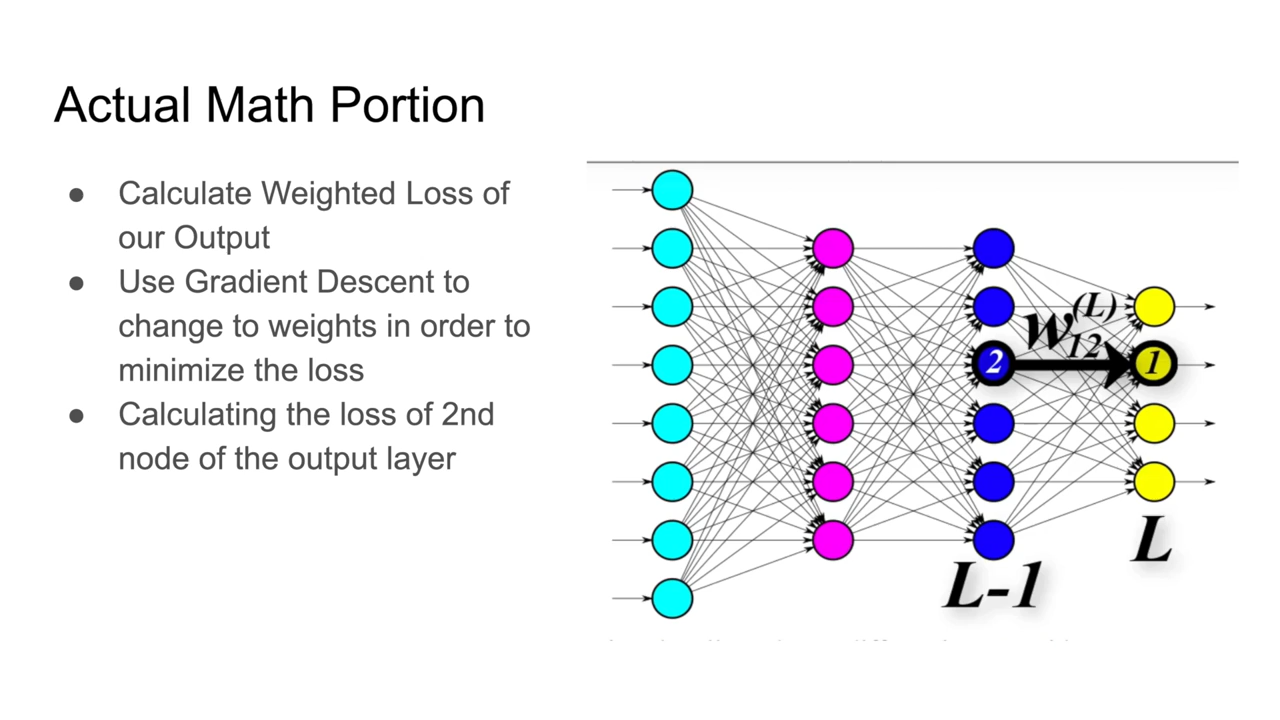 Actual Math Portion
● Calculate Weighted Loss of
our Output
● Use Gradient Descent to
change to weights in order to
minimize the loss
● Calculating the loss of 2nd
node of the output layer
w₁₂⁽ᴸ⁾
2
1
L
L-1